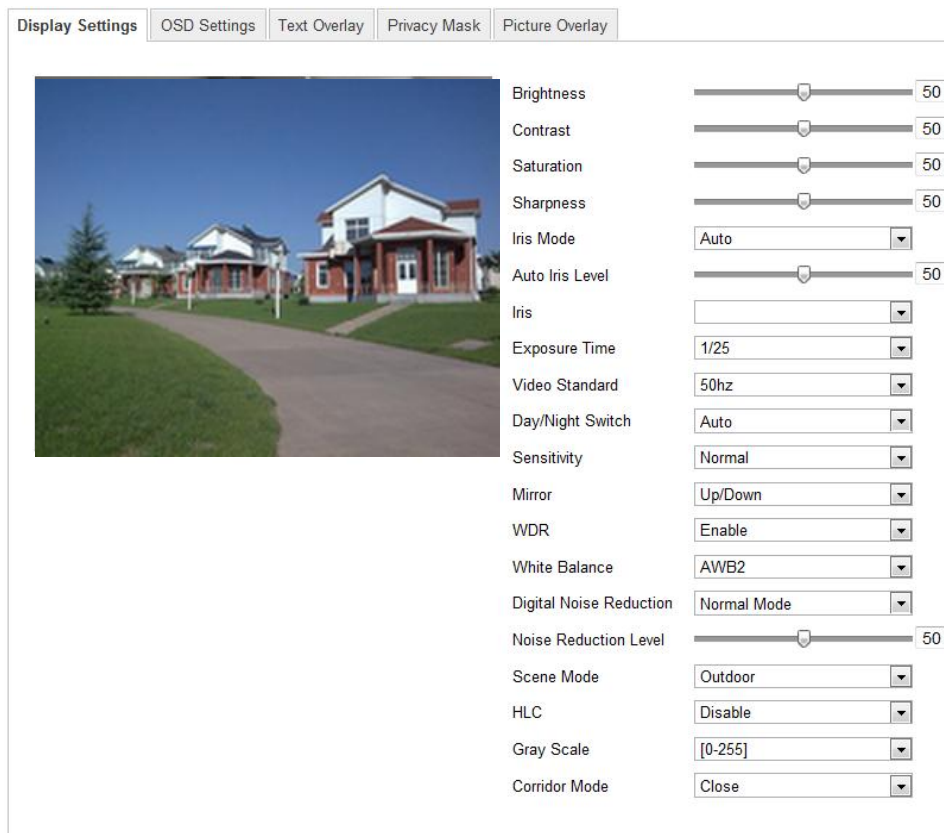 Display Settings OSD Settings Text Overlay Privacy Mask Picture Overlay
Brightness 50
Contrast 50
Saturation 50
Sharpness 50
Iris Mode Auto
Auto Iris Level 50
Iris
Exposure Time 1/25
Video Standard 50hz
Day/Night Switch Auto
Sensitivity Normal
Mirror Up/Down
WDR Enable
White Balance AWB2
Digital Noise Reduction Normal Mode
Noise Reduction Level 50
Scene Mode Outdoor
HLC Disable
Gray Scale [0-255]
Corridor Mode Close